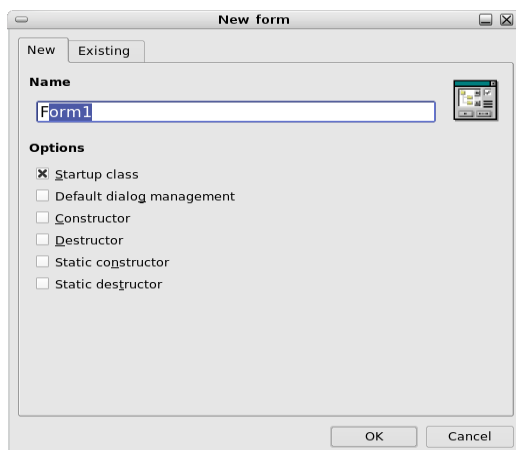 New form
New Existing
Name
Form1
Options
Startup class
Default dialog management
Constructor
Destructor
Static constructor
Static destructor
OK Cancel